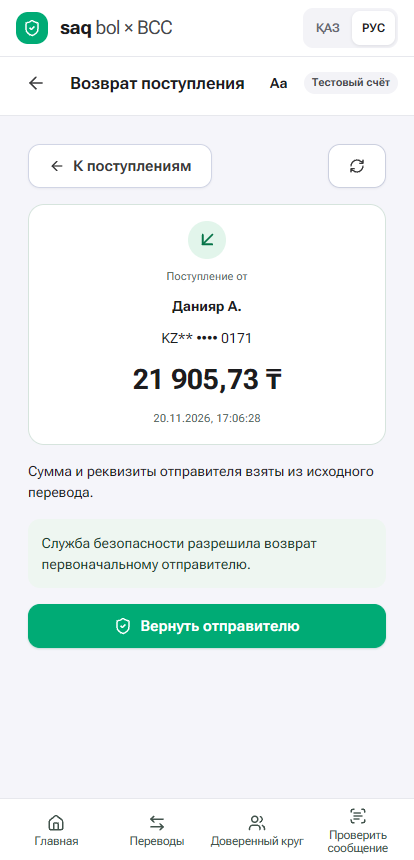 saq bol × BCC
ҚАЗ
РУС
Возврат поступления
Аа
Тестовый счёт
К поступлениям
Поступление от
Данияр А.
KZ** •••• 0171
21 905,73 ₸
20.11.2026, 17:06:28
Сумма и реквизиты отправителя взяты из исходного
перевода.
Служба безопасности разрешила возврат
первоначальному отправителю.
Вернуть отправителю
Главная
Переводы
Доверенный круг
Проверить
сообщение